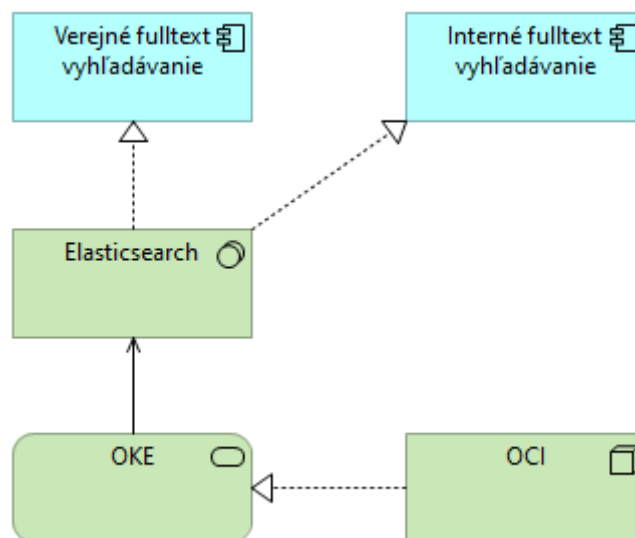 Verejné fulltext
vyhľadávanie
Interné fulltext
vyhľadávanie
Elasticsearch
OKE
OCI